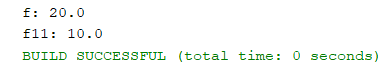 f: 20.0
f11: 10.0
BUILD SUCCESSFUL (total time: 0 seconds)